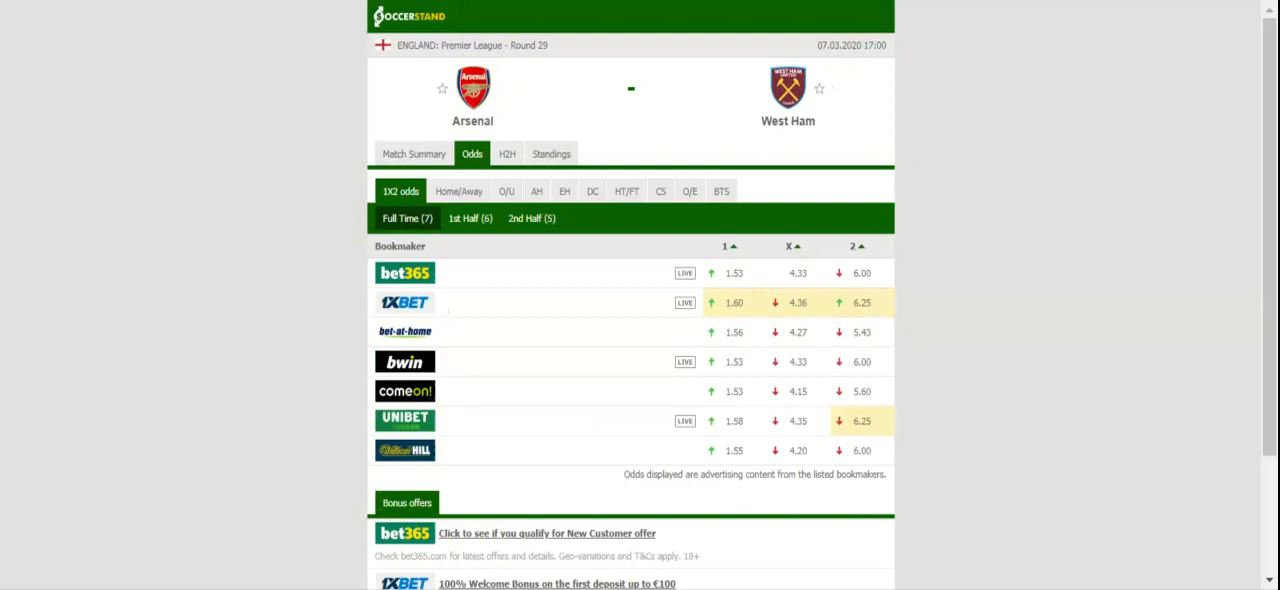 SOCCERSTAND
ENGLAND: Premier League - Round 29 07.03.2020 17:00
Arsenal WEST HAM UNITED
-
Arsenal West Ham
Match Summary Odds H2H Standings
1X2 odds Home/Away O/U AH EH DC HT/FT CS O/E BTS
Full Time (7) 1st Half (6) 2nd Half (5)
Bookmaker 1 X 2
bet365 LIVE 1.53 4.33 6.00
1XBET LIVE 1.60 4.36 6.25
bet-at-home 1.56 4.27 5.43
bwin LIVE 1.53 4.33 6.00
comeon! 1.53 4.15 5.60
UNIBET LIVE 1.58 4.35 6.25
William HILL 1.55 4.20 6.00
Odds displayed are advertising content from the listed bookmakers.
Bonus offers
bet365 Click to see if you qualify for New Customer offer
Check bet365.com for latest offers and details. Geo-variations and T&Cs apply. 18+
1XBET 100% Welcome Bonus on the first deposit up to €100